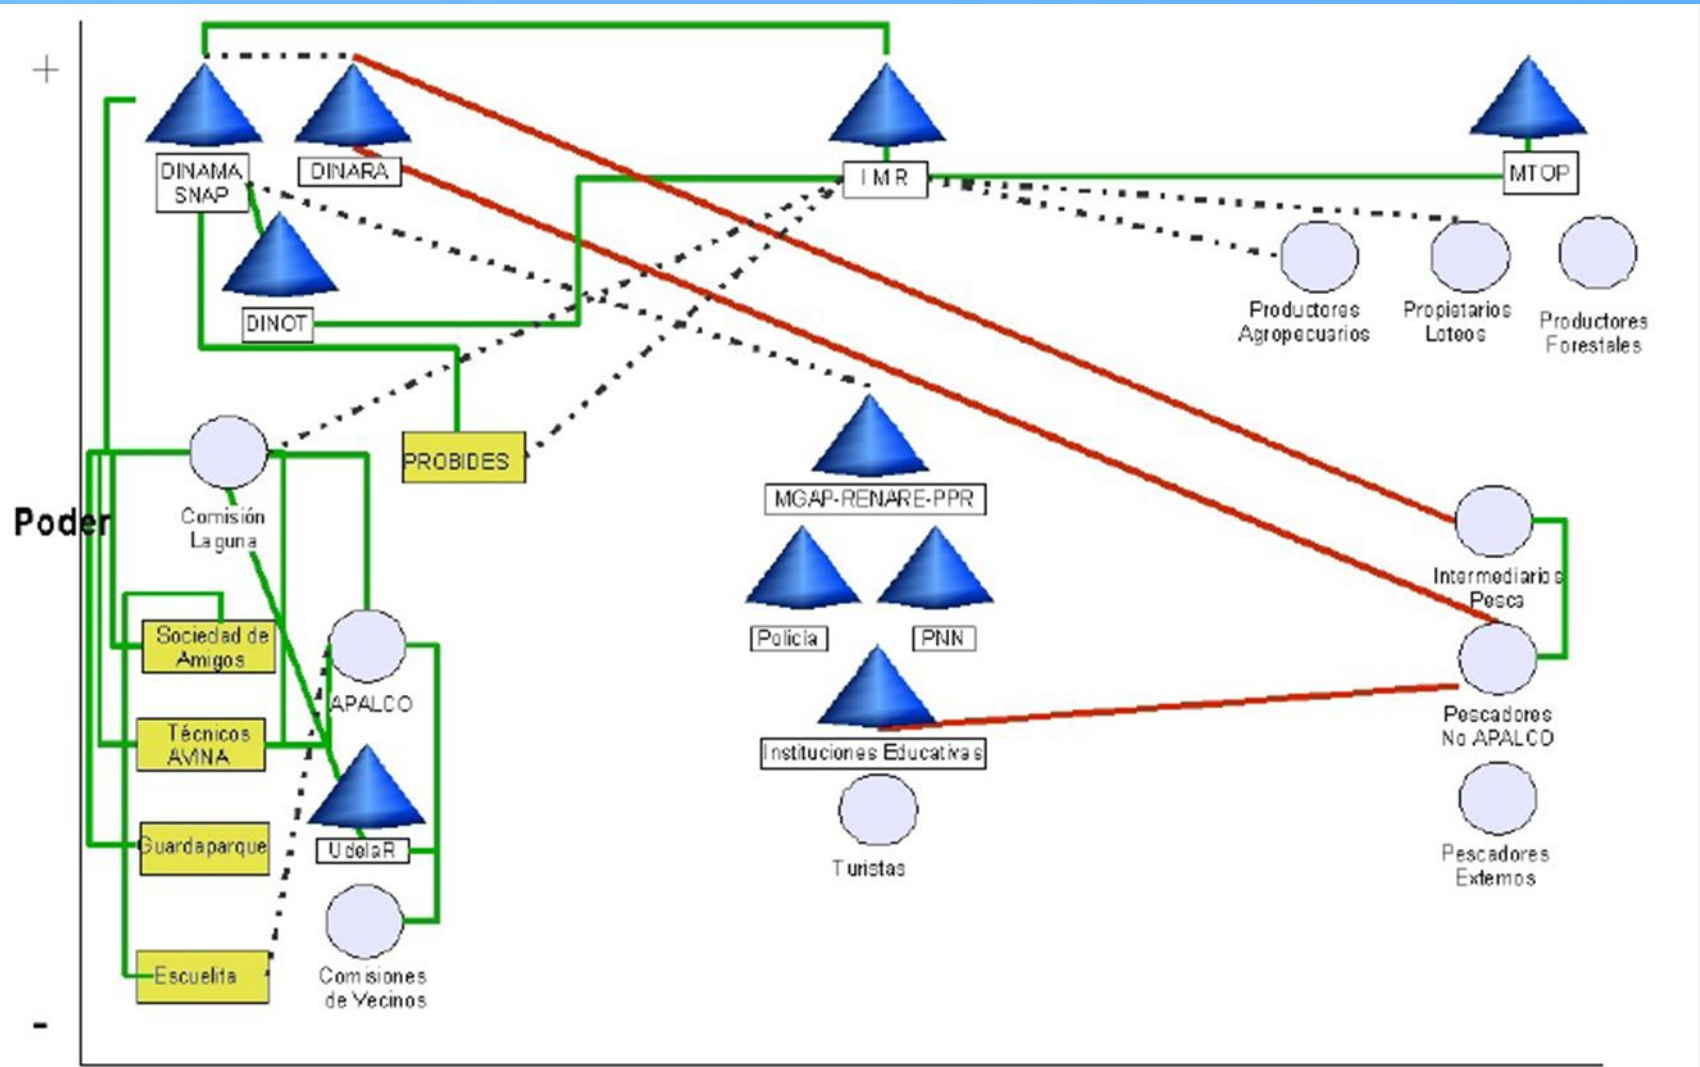 +
DINAMA
SNAP
DINARA
I M R
MTOP
DINOT
Productores
Agropecuarios
Propietarios
Loteos
Productores
Forestales
PROBIDES
MGAP-RENARE-PPR
Poder
Comisión
Laguna
Intermediarios
Pesca
Policía
PNN
Sociedad de
Amigos
APALCO
Técnicos
AVINA
Instituciones Educativas
Pescadores
No APALCO
Guardaparque
UdelaR
Turistas
Pescadores
Externos
Escuelita
Comisiones
de Vecinos
-